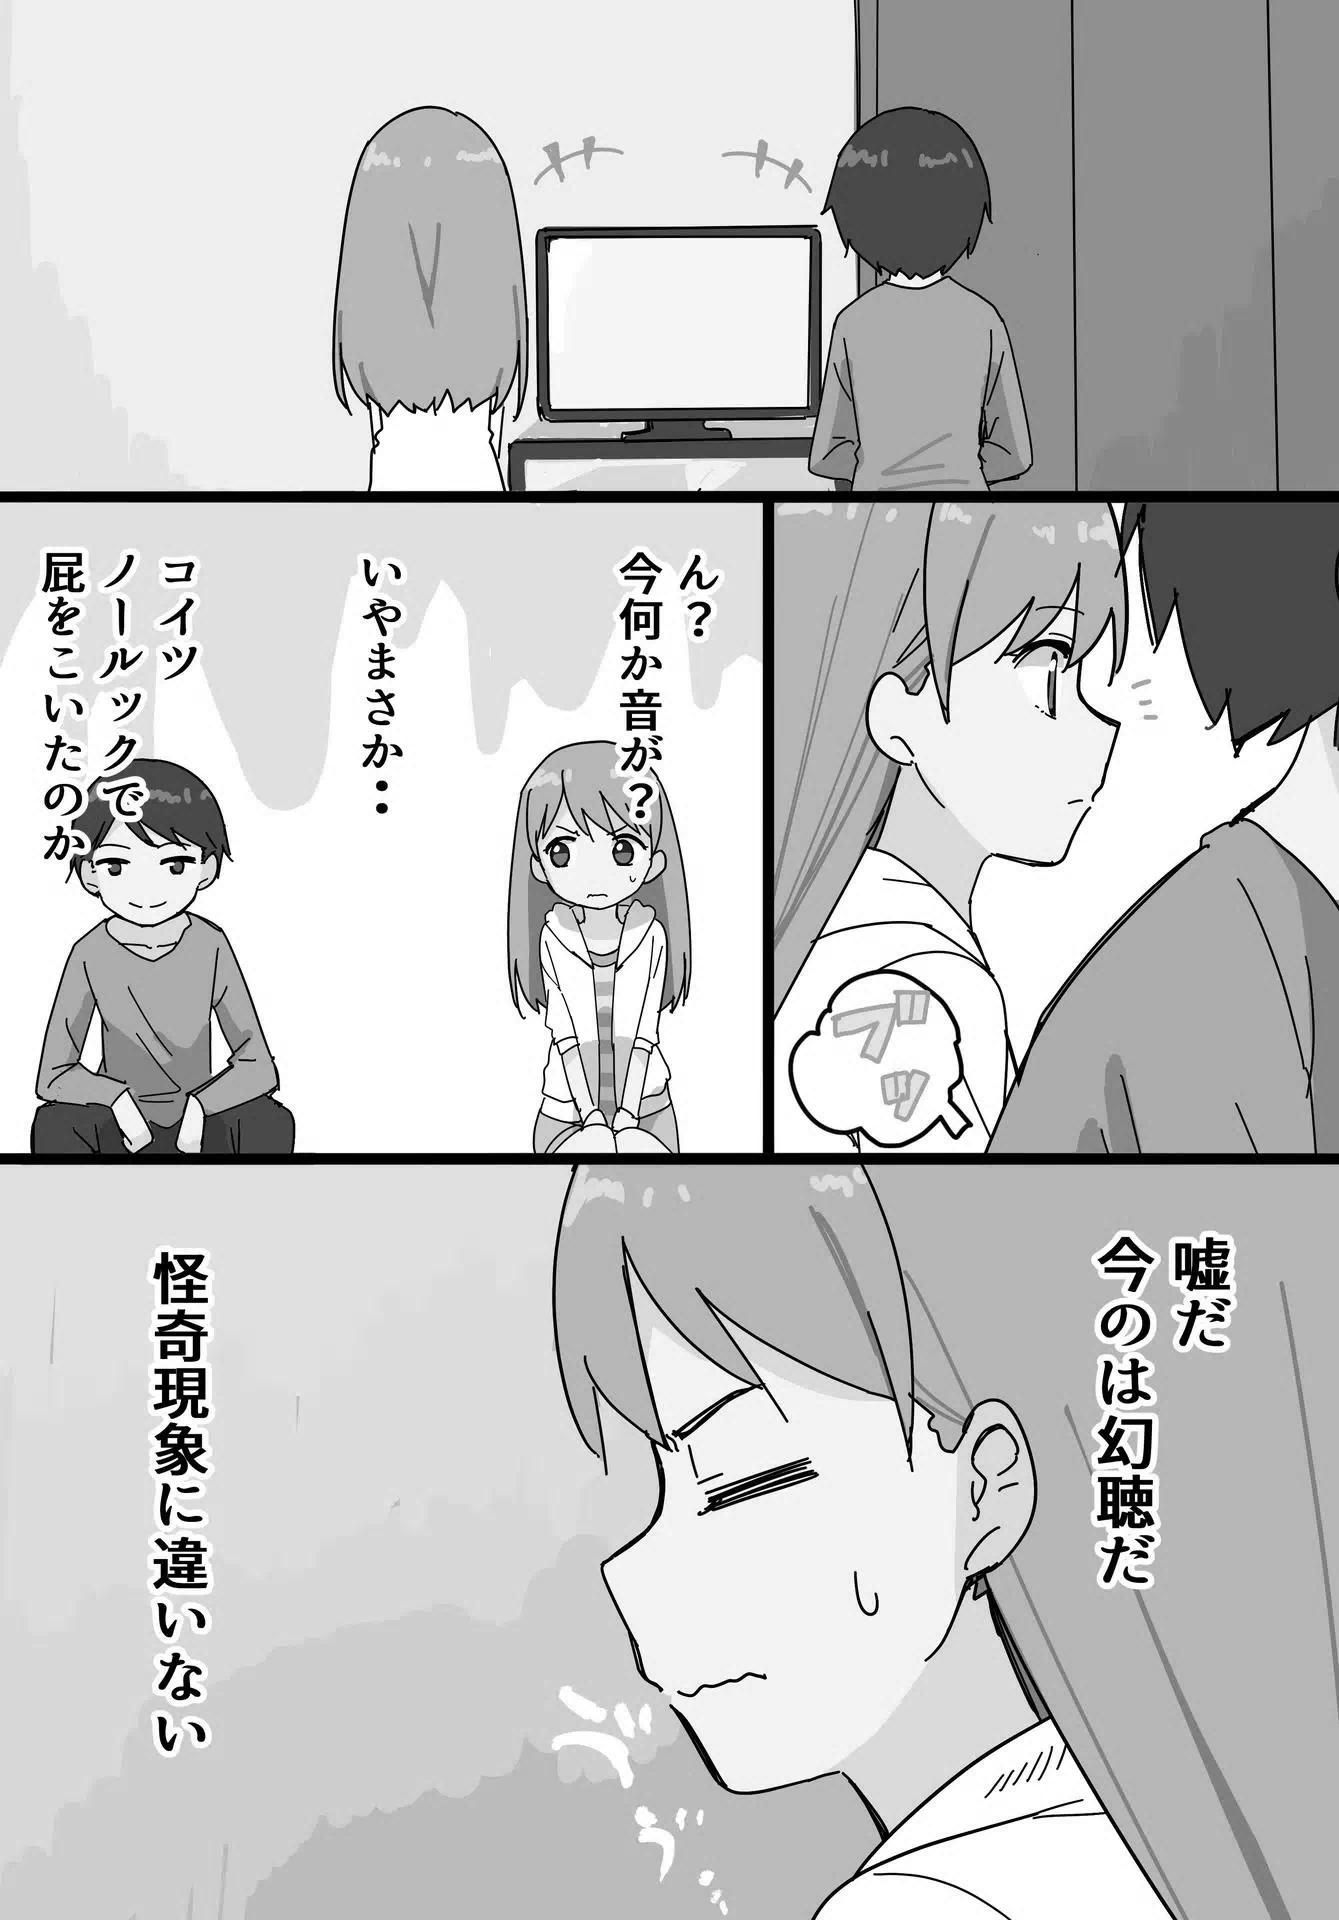 ブッ
ん?
今何か音が?
いやまさか‥
コイツ
ノールックで
屁をこいたのか
嘘だ
今のは幻聴だ
怪奇現象に違いない
ゔゔ